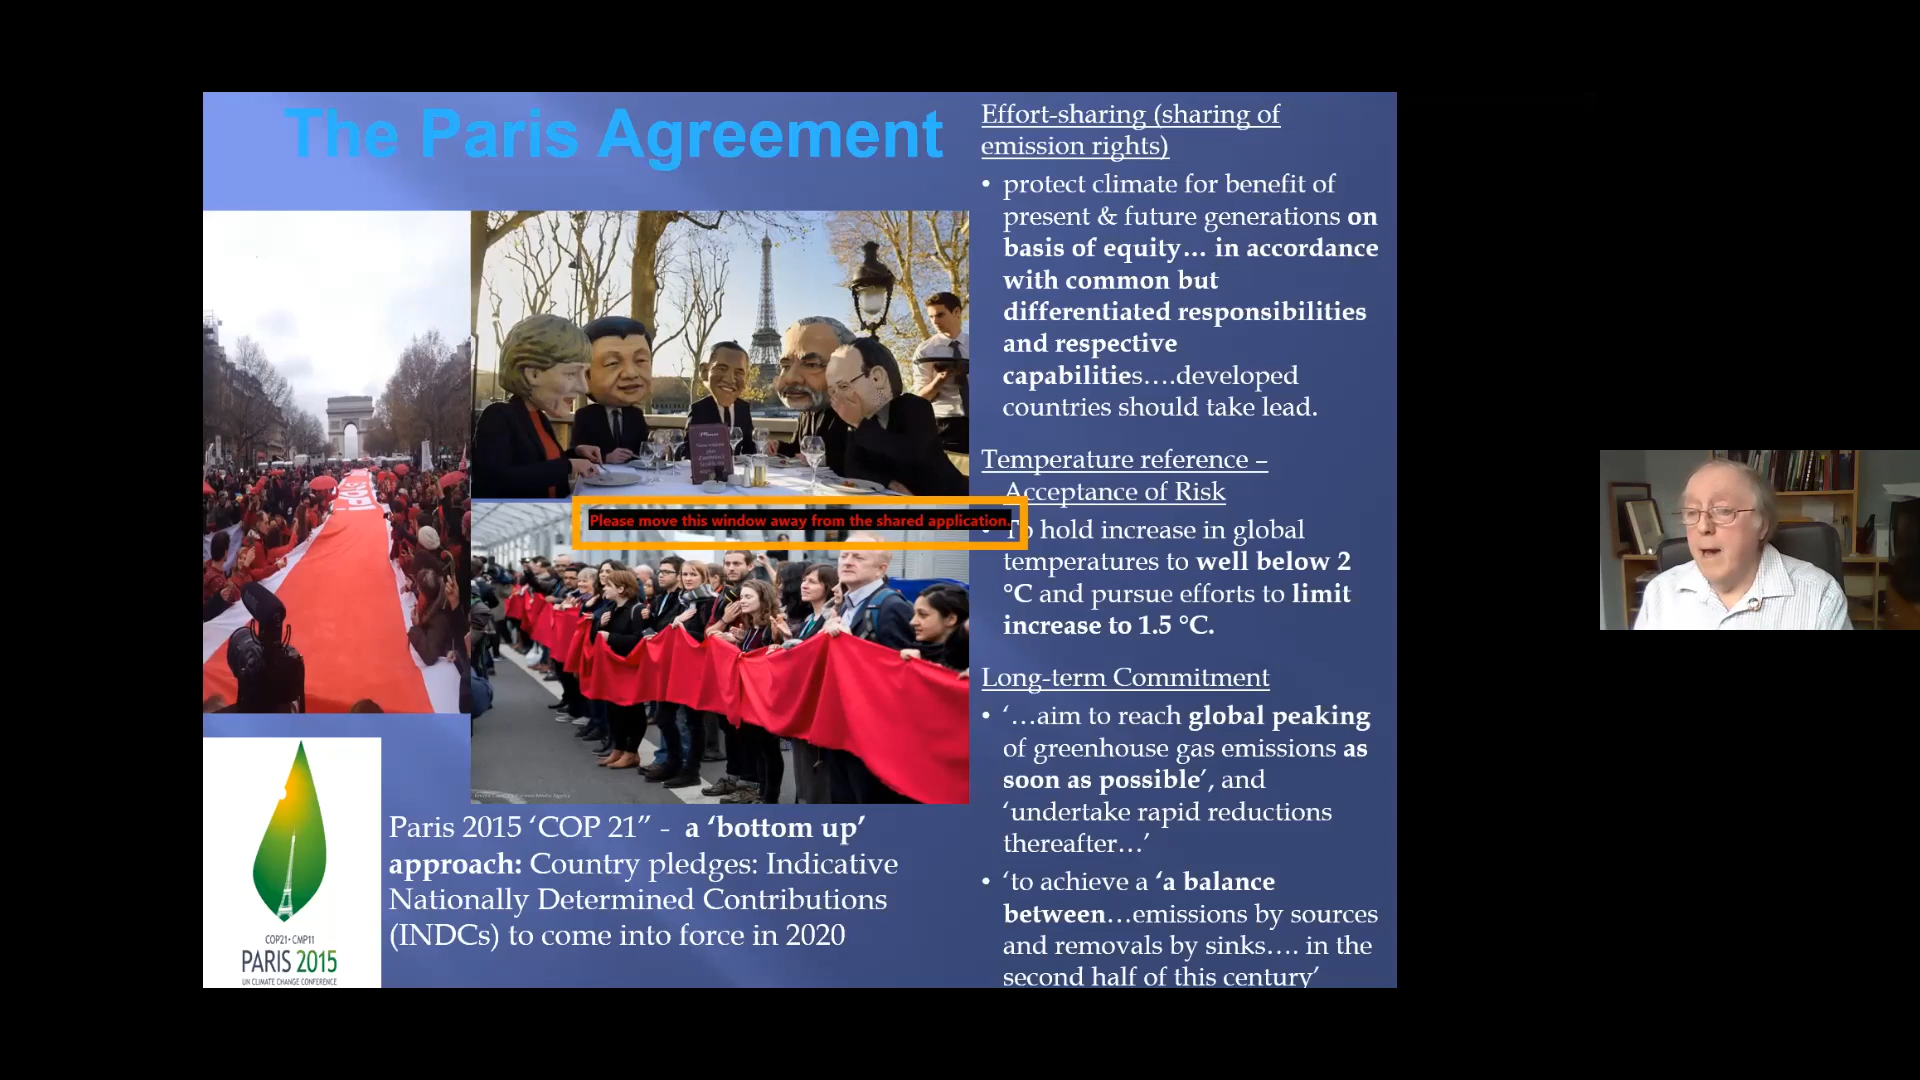 The Paris Agreement
Effort-sharing (sharing of
emission rights)
• protect climate for benefit of
present & future generations on
basis of equity… in accordance
with common but
differentiated responsibilities
and respective
capabilities….developed
countries should take lead.
Temperature reference –
Acceptance of Risk
Please move this window away from the shared application.
• To hold increase in global
temperatures to well below 2
°C and pursue efforts to limit
increase to 1.5 °C.
Long-term Commitment
• ‘…aim to reach global peaking
of greenhouse gas emissions as
soon as possible’, and
‘undertake rapid reductions
thereafter…’
• ‘to achieve a ‘a balance
between…emissions by sources
and removals by sinks…. in the
second half of this century’
Paris 2015 ‘COP 21” - a ‘bottom up’
approach: Country pledges: Indicative
Nationally Determined Contributions
(INDCs) to come into force in 2020
COP21•CMP11
PARIS 2015
UN CLIMATE CHANGE CONFERENCE